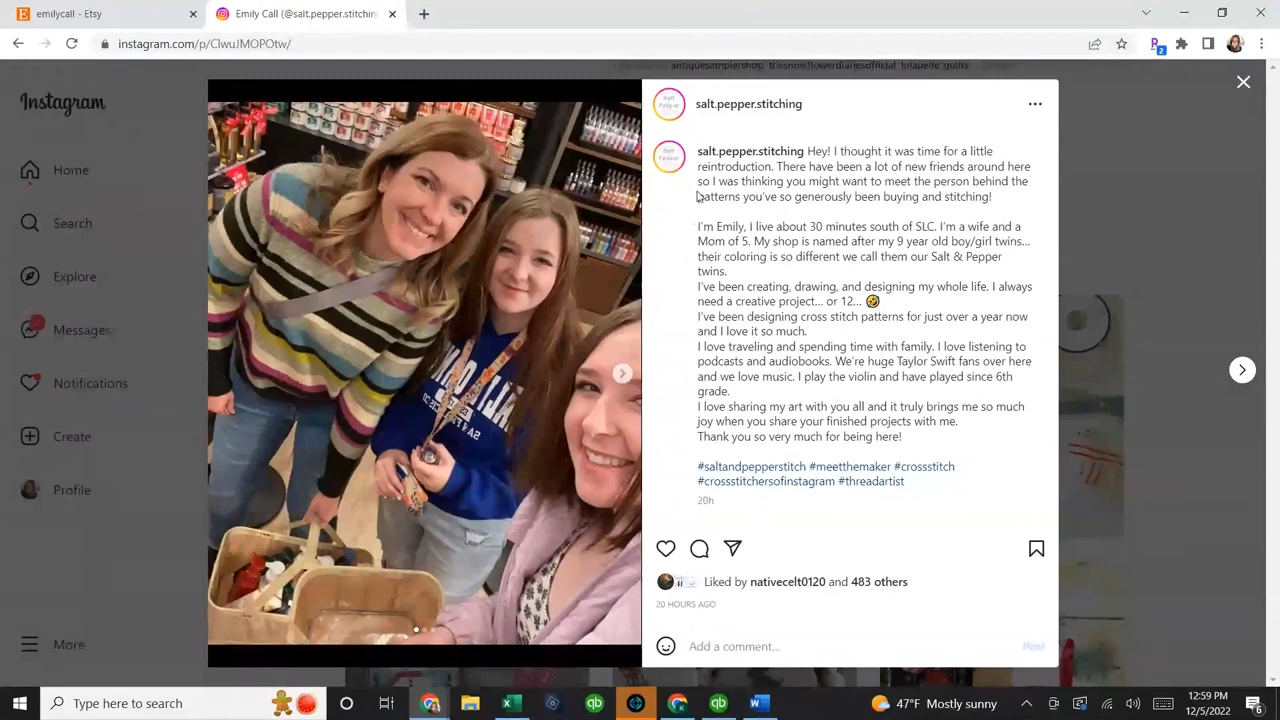 emilycall - Etsy
Emily Call (@salt.pepper.stitching
instagram.com/p/ClwuJMOPOtw/
antiquesamplershop thesnowflowerdiariesofficial jolabelle_quilts
Instagram
Home
Search
Explore
Messages
Notifications
Create
Profile
More
salt.pepper.stitching
salt.pepper.stitching Hey! I thought it was time for a little
reintroduction. There have been a lot of new friends around here
so I was thinking you might want to meet the person behind the
patterns you've so generously been buying and stitching!
I'm Emily, I live about 30 minutes south of SLC. I'm a wife and a
Mom of 5. My shop is named after my 9 year old boy/girl twins...
their coloring is so different we call them our Salt & Pepper
twins.
I've been creating, drawing, and designing my whole life. I always
need a creative project... or 12... 🤣
I've been designing cross stitch patterns for just over a year now
and I love it so much.
I love traveling and spending time with family. I love listening to
podcasts and audiobooks. We're huge Taylor Swift fans over here
and we love music. I play the violin and have played since 6th
grade.
I love sharing my art with you all and it truly brings me so much
joy when you share your finished projects with me.
Thank you so very much for being here!
#saltandpepperstitch #meetthemaker #crossstitch
#crossstitchersofinstagram #threadartist
20h
Liked by nativecelt0120 and 483 others
20 HOURS AGO
Add a comment...
Post
Type here to search
47°F Mostly sunny
12:59 PM
12/5/2022
6